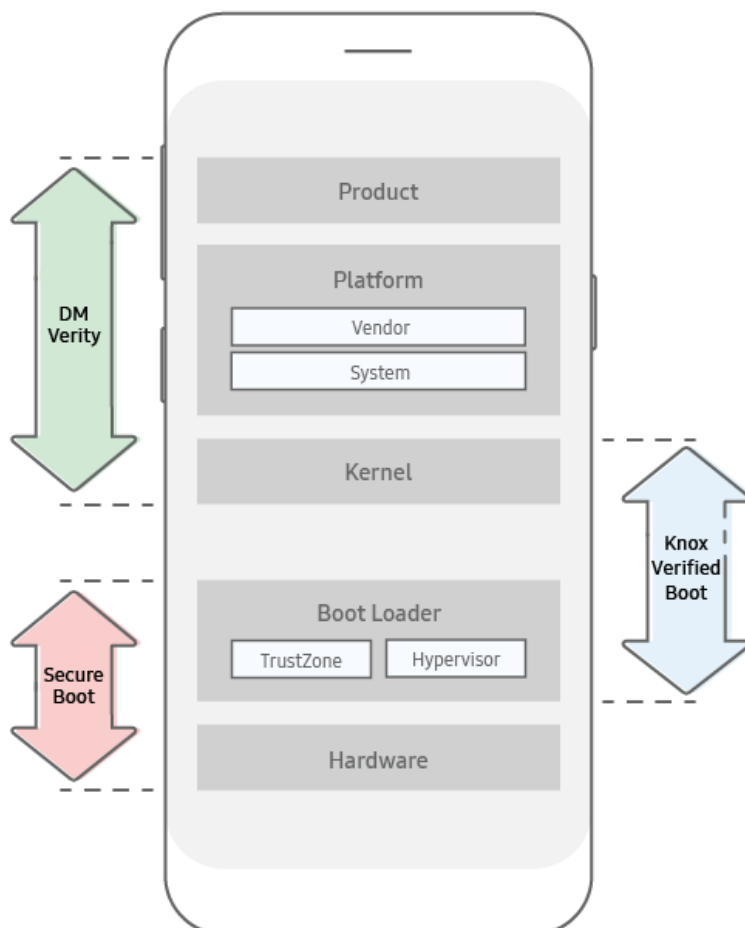 Product
Platform
Vendor
System
Kernel
Boot Loader
TrustZone
Hypervisor
Hardware
DM
Verity
Secure
Boot
Knox
Verified
Boot